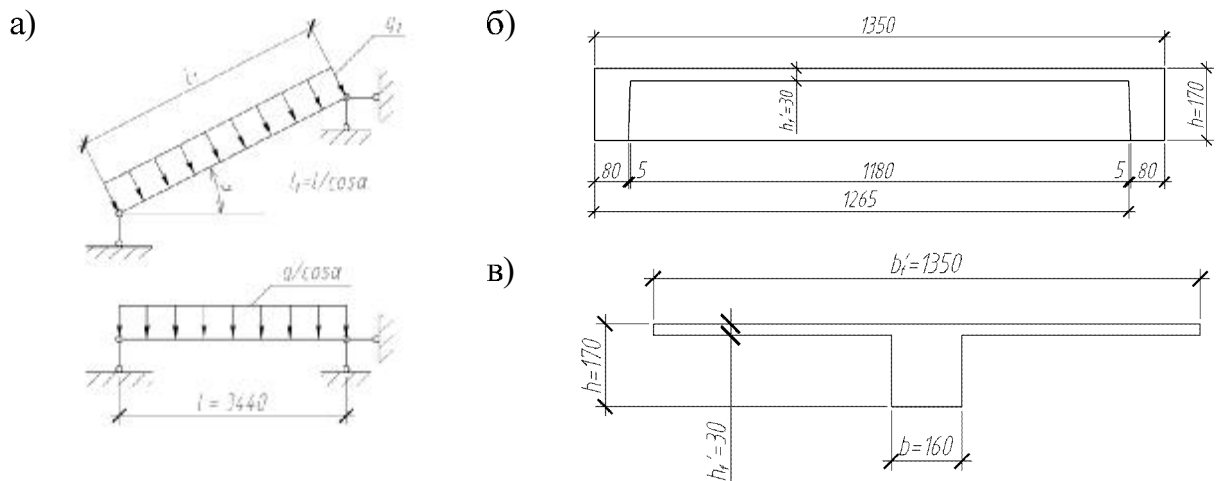 а)
q₁
l₁
α
l₁=l/cosα
q/cosα
l = 3440
б)
1350
h'f=30
h=170
80
5
1180
5
80
1265
в)
b'f=1350
h=170
hf'=30
b=160